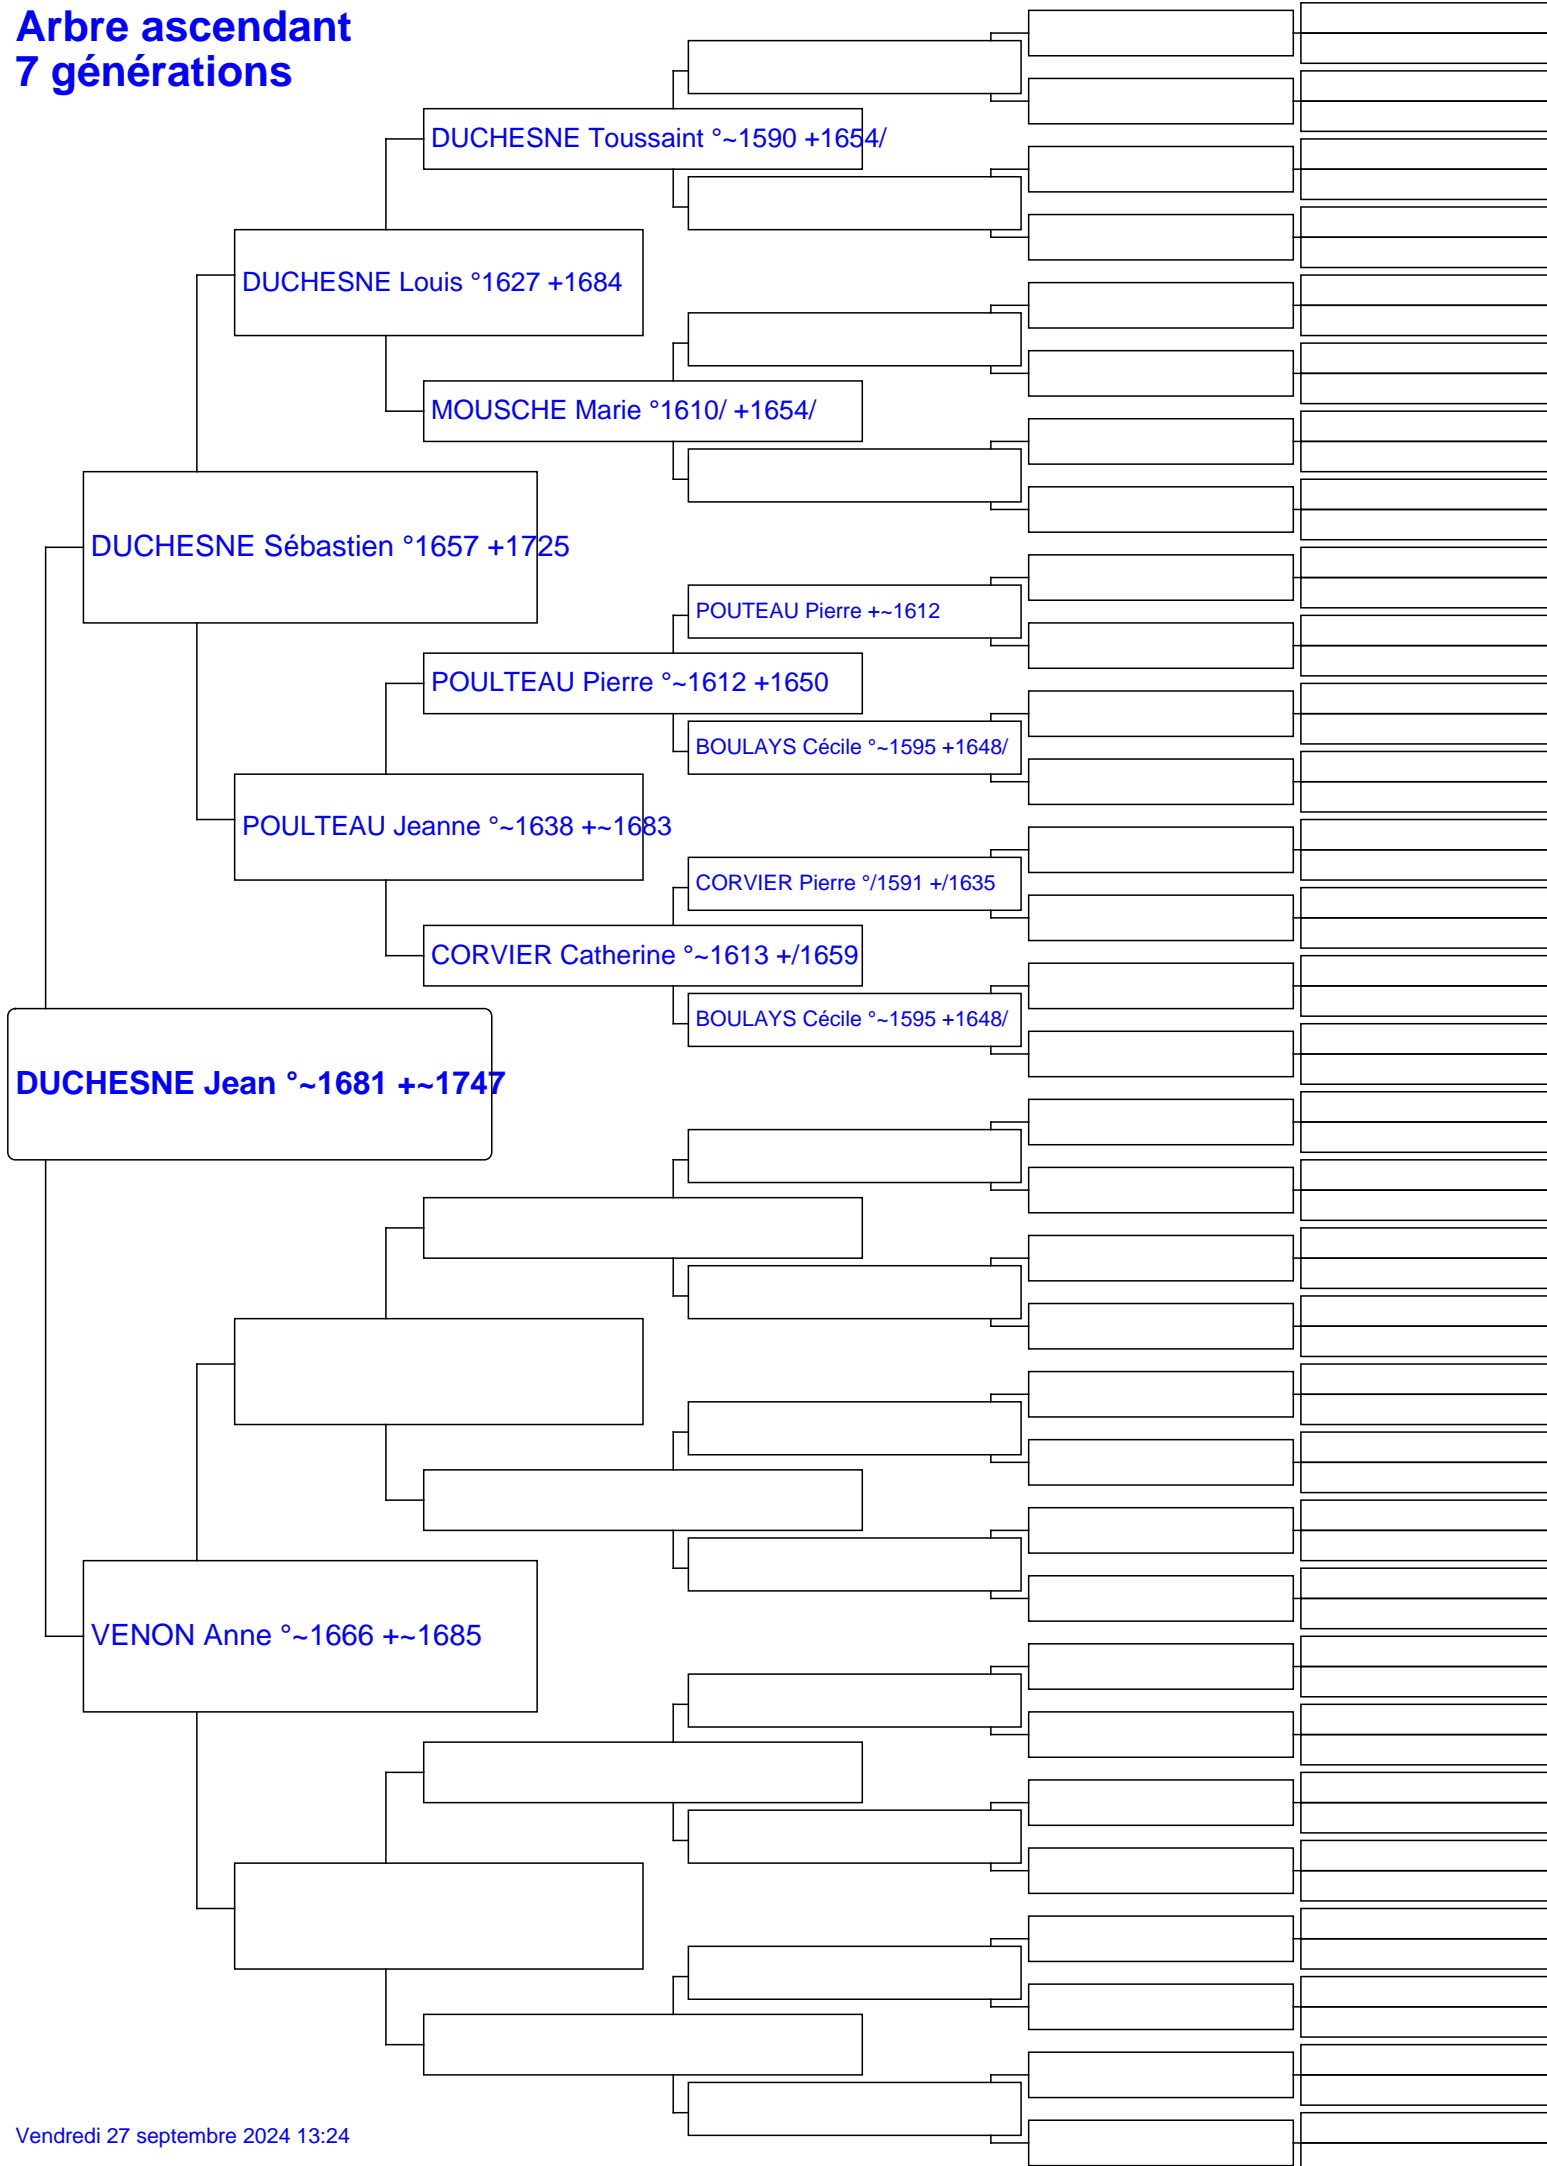 Arbre ascendant
7 générations
DUCHESNE Toussaint °~1590 +1654/
DUCHESNE Louis °1627 +1684
MOUSCHE Marie °1610/ +1654/
DUCHESNE Sébastien °1657 +1725
POUTEAU Pierre +~1612
POULTEAU Pierre °~1612 +1650
BOULAYS Cécile °~1595 +1648/
POULTEAU Jeanne °~1638 +~1683
CORVIER Pierre °/1591 +/1635
CORVIER Catherine °~1613 +/1659
BOULAYS Cécile °~1595 +1648/
DUCHESNE Jean °~1681 +~1747
VENON Anne °~1666 +~1685
Vendredi 27 septembre 2024 13:24